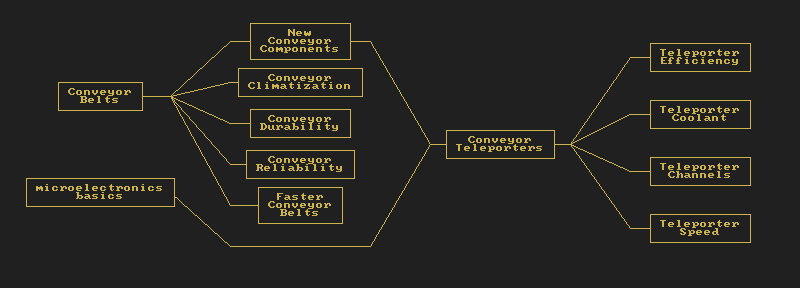 New
Conveyor
Components
Conveyor
Climatization
Conveyor
Belts
Conveyor
Durability
Conveyor
Reliability
microelectronics
basics
Faster
Conveyor
Belts
Conveyor
Teleporters
Teleporter
Efficiency
Teleporter
Coolant
Teleporter
Channels
Teleporter
Speed